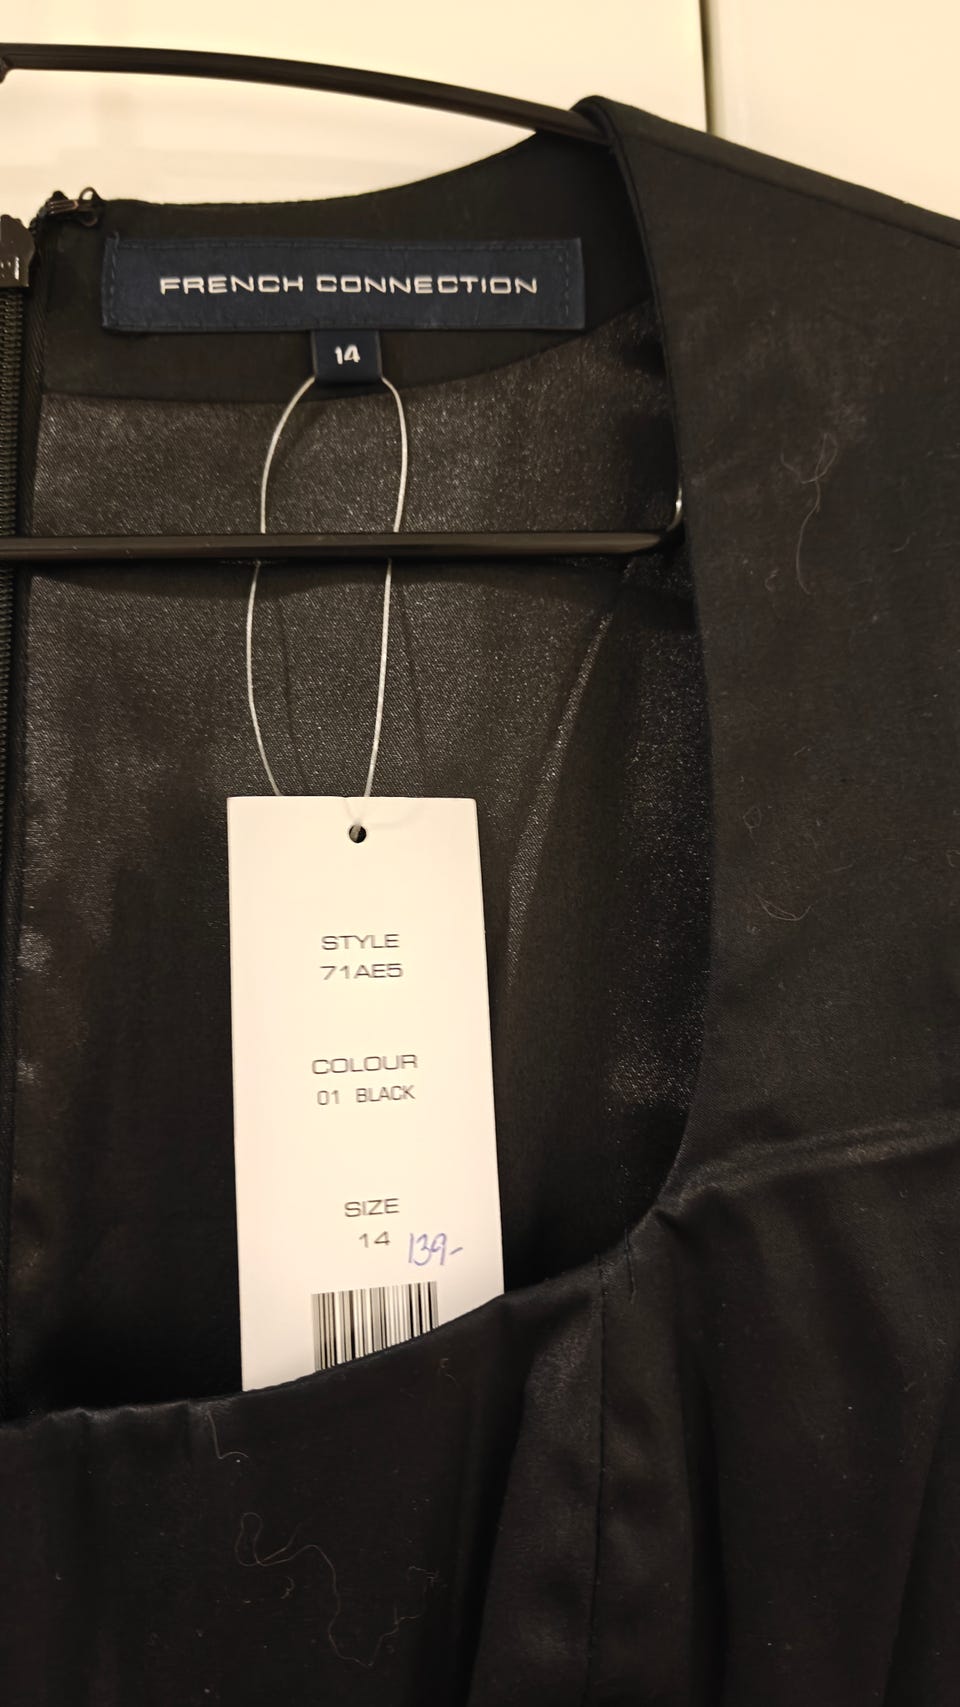 FRENCH CONNECTION
14
STYLE
71AE5
COLOUR
01 BLACK
SIZE
14 139-